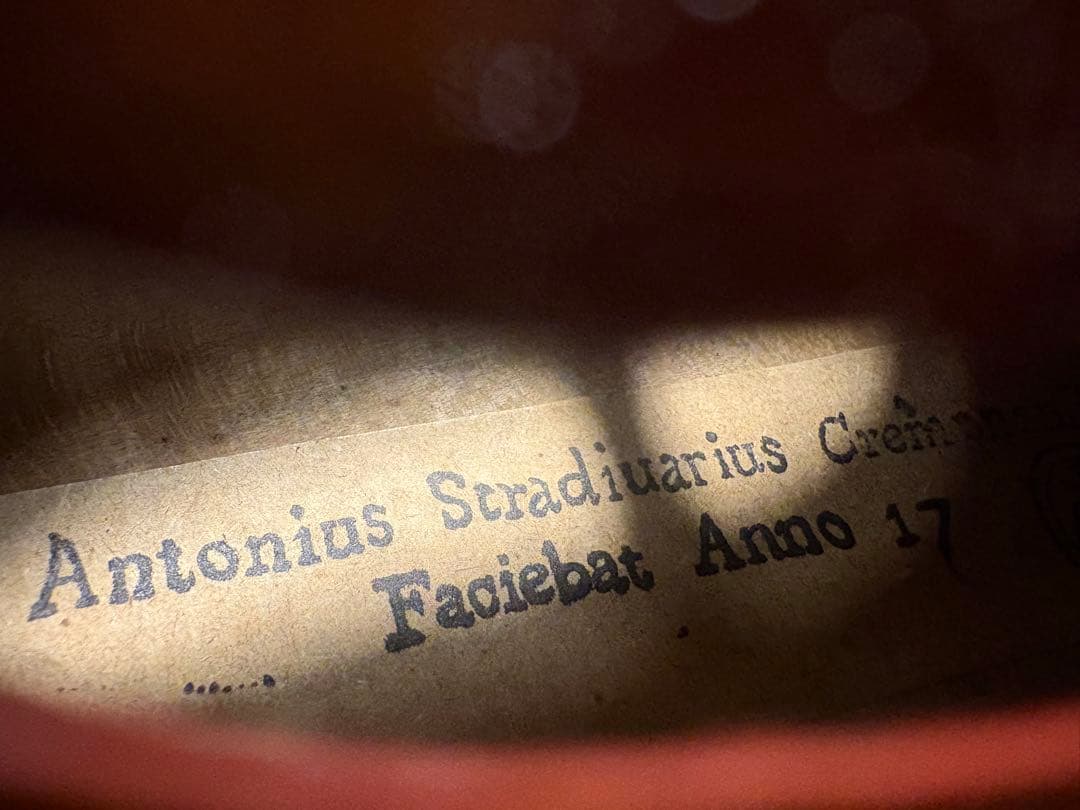 Antonius Stradiuarius
Faciebat Anno 17